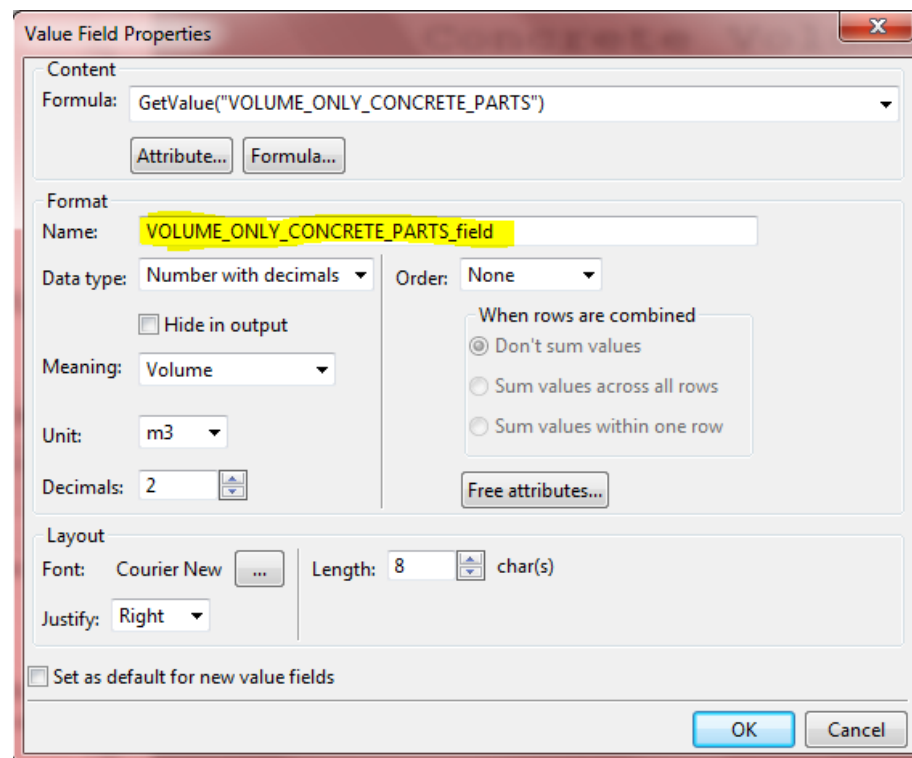 Value Field Properties
Concrete Vol
Content
Formula: GetValue("VOLUME_ONLY_CONCRETE_PARTS")
Attribute... Formula...
Format
Name: VOLUME_ONLY_CONCRETE_PARTS_field
Data type: Number with decimals Order: None
Hide in output When rows are combined
Don't sum values
Meaning: Volume
Sum values across all rows
Unit: m3 Sum values within one row
Decimals: 2 Free attributes...
Layout
Font: Courier New ... Length: 8 char(s)
Justify: Right
Set as default for new value fields
OK Cancel